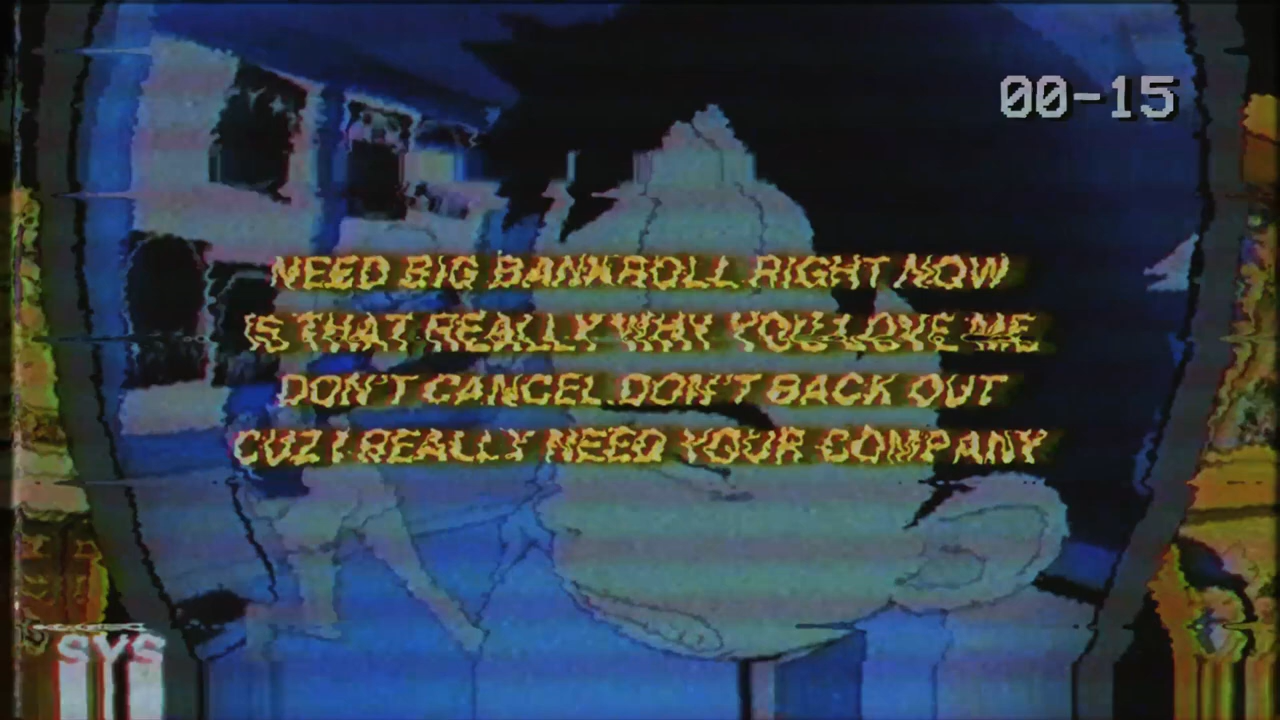 00-15
NEED BIG BANKROLL RIGHT NOW
IS THAT REALLY WHY YOU LOVE ME
DON'T CANCEL DON'T BACK OUT
CUZ I REALLY NEED YOUR COMPANY
SYS